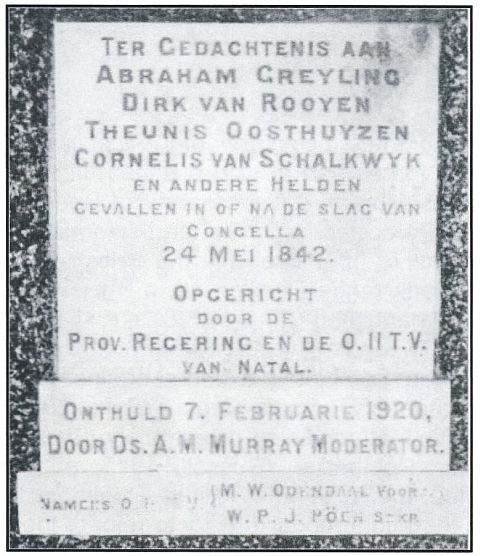 TER GEDACHTENIS AAN
ABRAHAM GREYLING
DIRK VAN ROOYEN
THEUNIS OOSTHUYZEN
CORNELIS VAN SCHALKWYK
EN ANDERE HELDEN
GEVALLEN IN OF NA DE SLAG VAN
CONGELLA
24 MEI 1842.
OPGERICHT
DOOR DE
PROV. REGERING EN DE O. H T.V.
VAN NATAL.
ONTHULD 7. FEBRUARIE 1920,
DOOR DS. A. M. MURRAY MODERATOR.
NAMENS
M. W. ODENDAAL VOORZ.
W. P. J. SEKR